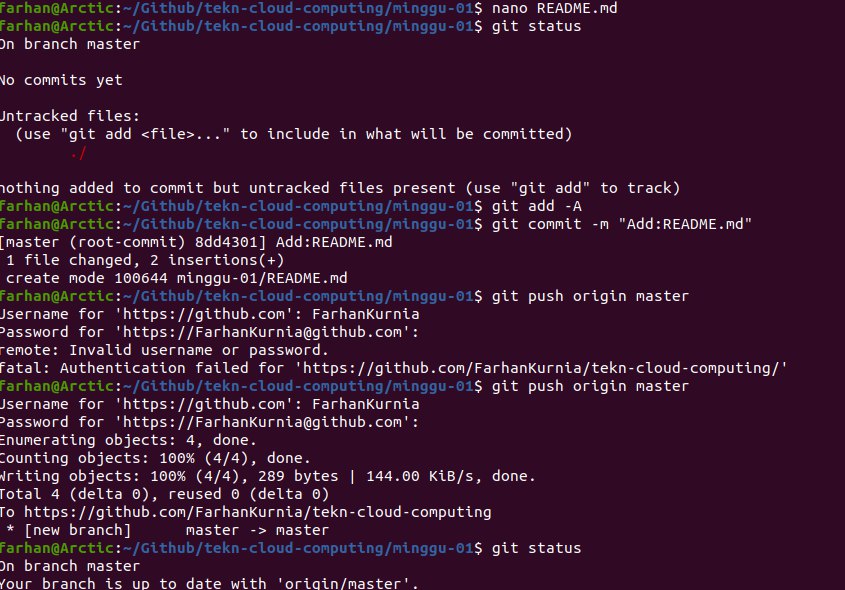 farhan@Arctic:~/Github/tekn-cloud-computing/minggu-01$ nano README.md
farhan@Arctic:~/Github/tekn-cloud-computing/minggu-01$ git status
On branch master
No commits yet
Untracked files:
(use "git add <file>..." to include in what will be committed)
./
nothing added to commit but untracked files present (use "git add" to track)
farhan@Arctic:~/Github/tekn-cloud-computing/minggu-01$ git add -A
farhan@Arctic:~/Github/tekn-cloud-computing/minggu-01$ git commit -m "Add:README.md"
[master (root-commit) 8dd4301] Add:README.md
1 file changed, 2 insertions(+)
create mode 100644 minggu-01/README.md
farhan@Arctic:~/Github/tekn-cloud-computing/minggu-01$ git push origin master
Username for 'https://github.com': FarhanKurnia
Password for 'https://FarhanKurnia@github.com':
remote: Invalid username or password.
fatal: Authentication failed for 'https://github.com/FarhanKurnia/tekn-cloud-computing/'
farhan@Arctic:~/Github/tekn-cloud-computing/minggu-01$ git push origin master
Username for 'https://github.com': FarhanKurnia
Password for 'https://FarhanKurnia@github.com':
Enumerating objects: 4, done.
Counting objects: 100% (4/4), done.
Writing objects: 100% (4/4), 289 bytes | 144.00 KiB/s, done.
Total 4 (delta 0), reused 0 (delta 0)
To https://github.com/FarhanKurnia/tekn-cloud-computing
* [new branch]      master -> master
farhan@Arctic:~/Github/tekn-cloud-computing/minggu-01$ git status
On branch master
Your branch is up to date with 'origin/master'.